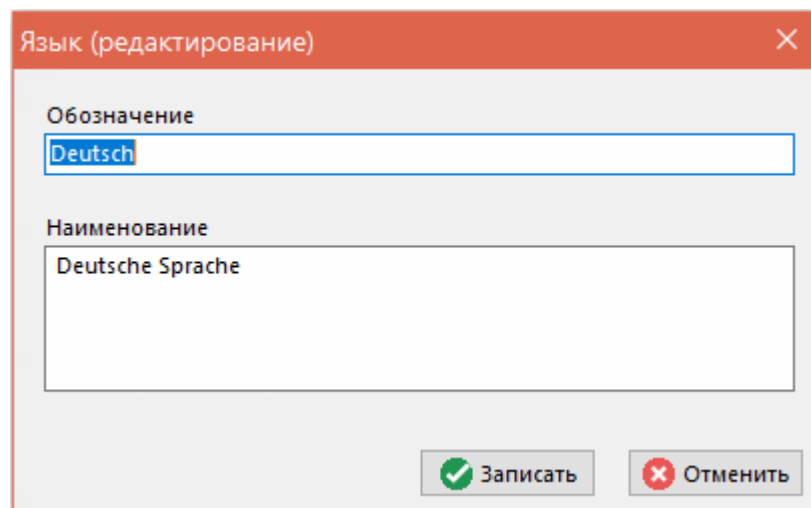 Язык (редактирование)
Обозначение
Deutsch
Наименование
Deutsche Sprache
Записать
Отменить